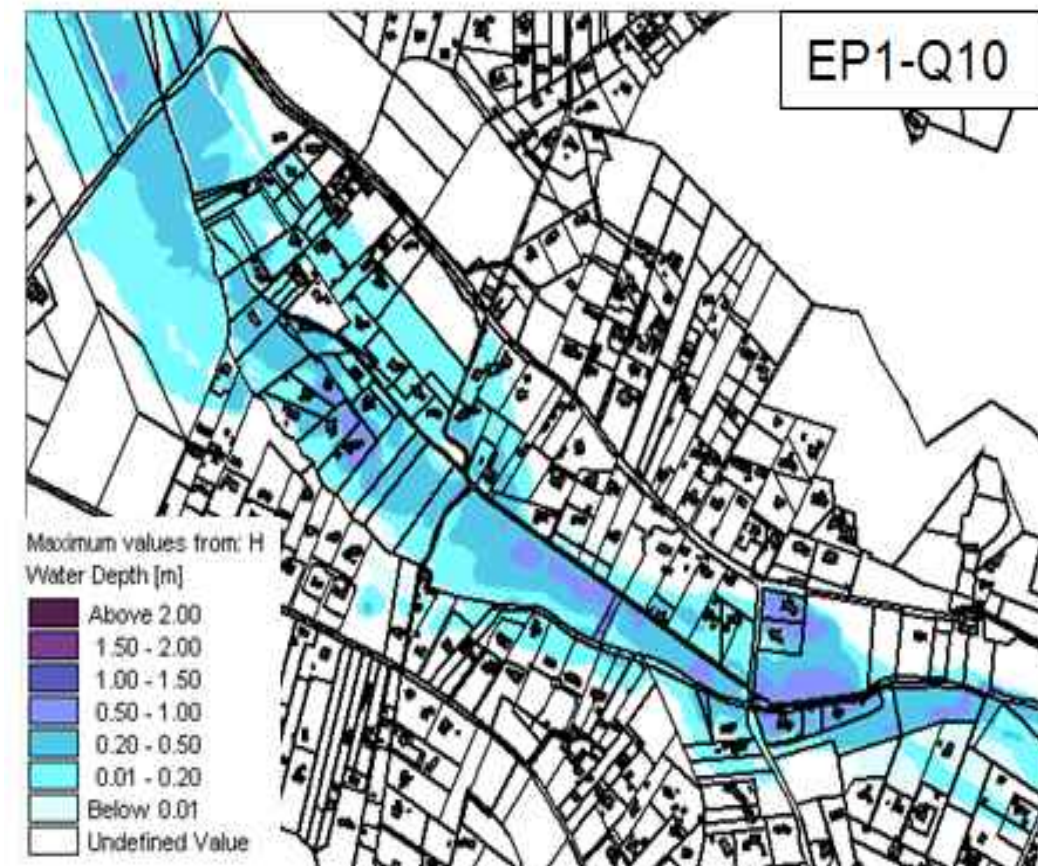 EP1-Q10
Maximum values from: H
Water Depth [m]
Above 2.00
1.50 - 2.00
1.00 - 1.50
0.50 - 1.00
0.20 - 0.50
0.01 - 0.20
Below 0.01
Undefined Value